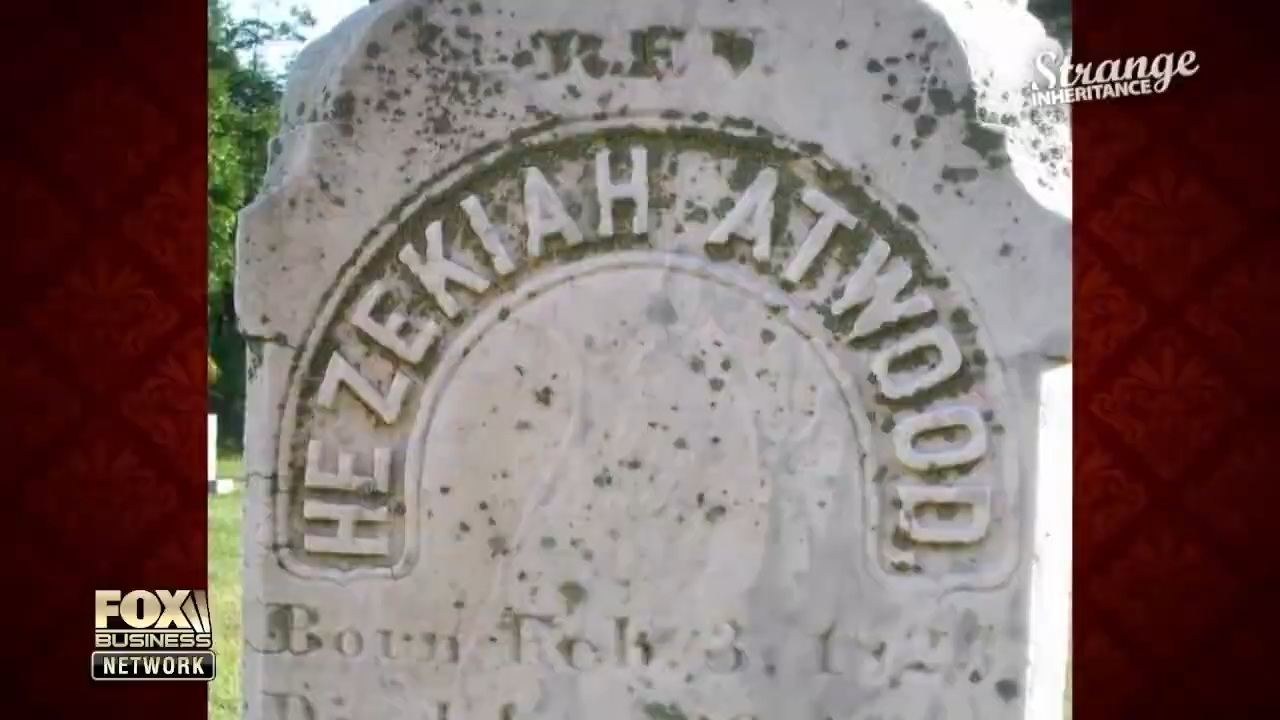 Strange
INHERITANCE
REV
HEZEKIAH ATWOOD
Born Feb. 3,
FOX
BUSINESS
NETWORK